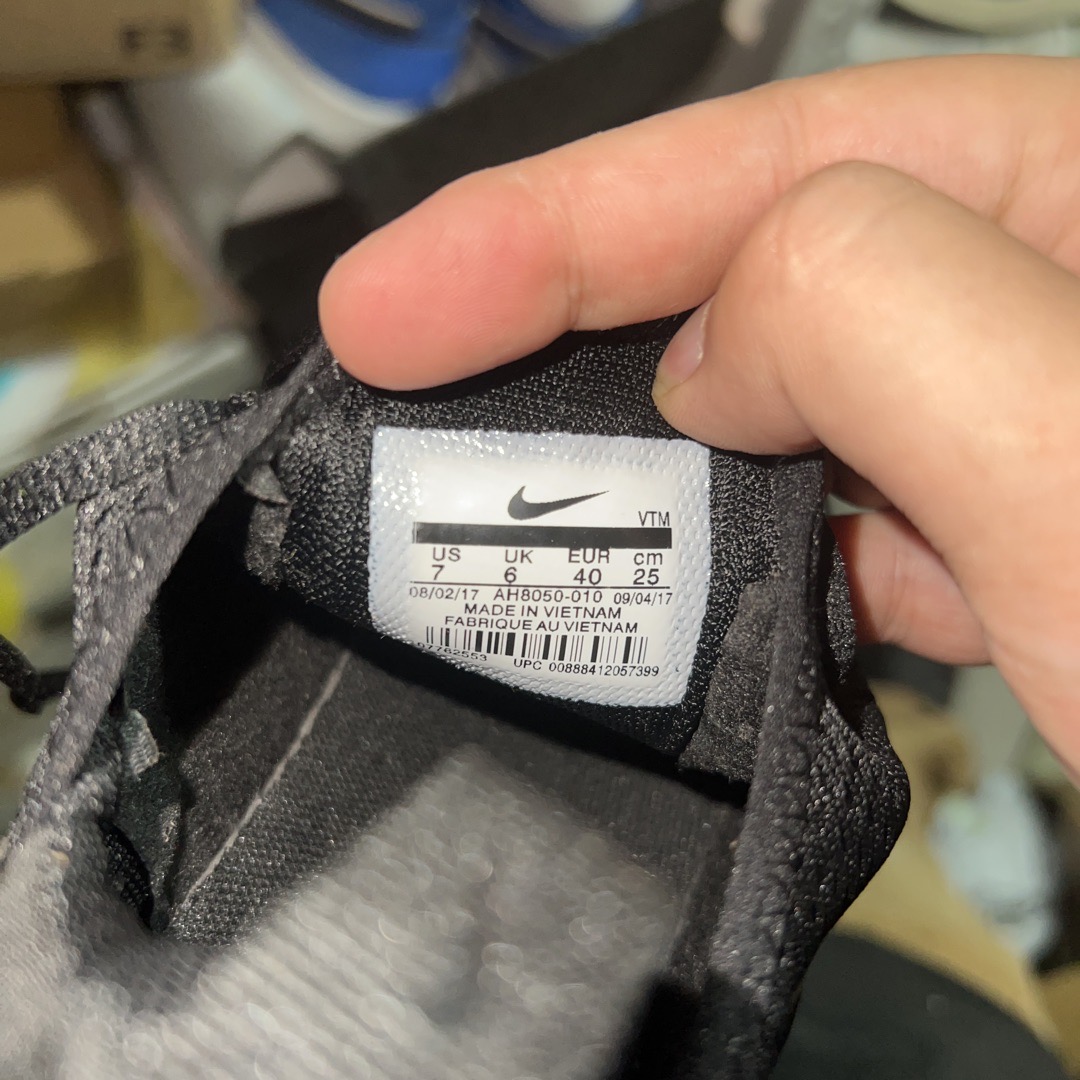 F3
VTM
US UK EUR cm
7 6 40 25
08/02/17 AH8050-010 09/04/17
MADE IN VIETNAM
FABRIQUE AU VIETNAM
UPC 00888412057399